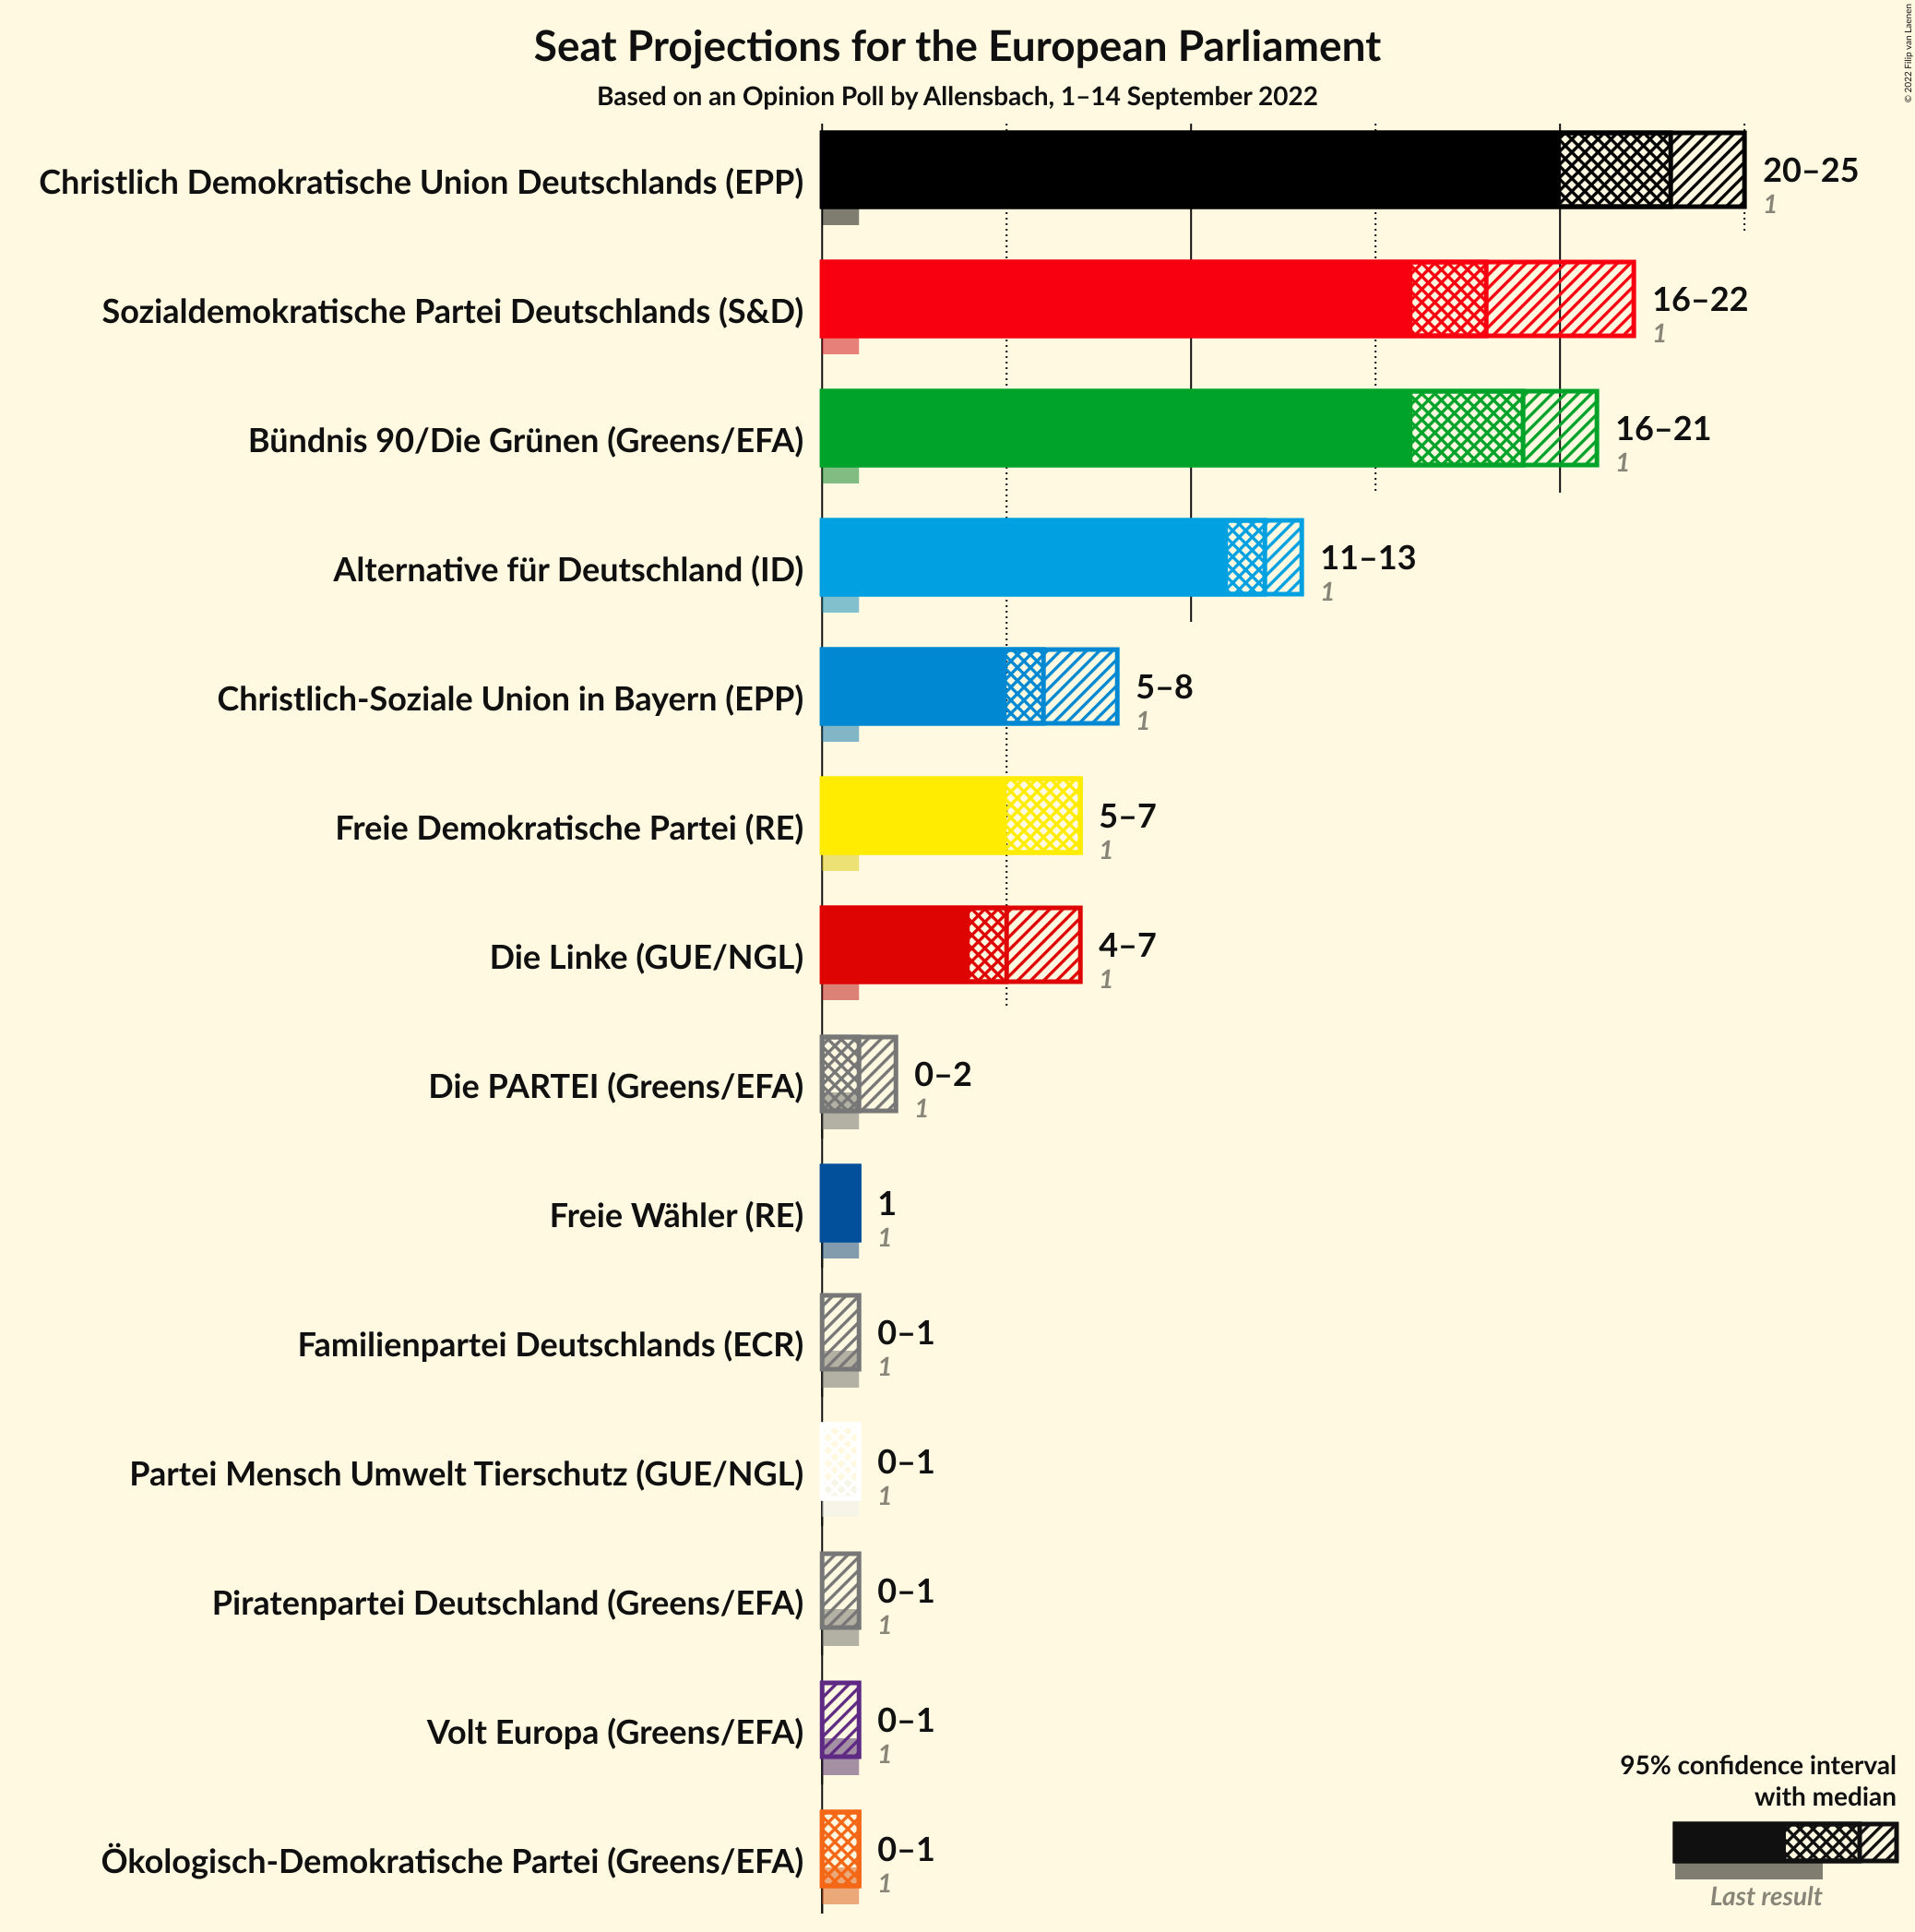 Seat Projections for the European Parliament
Based on an Opinion Poll by Allensbach, 1–14 September 2022
© 2022 Filip van Laenen
Christlich Demokratische Union Deutschlands (EPP)
20–25
1
Sozialdemokratische Partei Deutschlands (S&D)
16–22
1
Bündnis 90/Die Grünen (Greens/EFA)
16–21
1
Alternative für Deutschland (ID)
11–13
1
Christlich-Soziale Union in Bayern (EPP)
5–8
1
Freie Demokratische Partei (RE)
5–7
1
Die Linke (GUE/NGL)
4–7
1
Die PARTEI (Greens/EFA)
0–2
1
Freie Wähler (RE)
1
1
Familienpartei Deutschlands (ECR)
0–1
1
Partei Mensch Umwelt Tierschutz (GUE/NGL)
0–1
1
Piratenpartei Deutschland (Greens/EFA)
0–1
1
Volt Europa (Greens/EFA)
0–1
1
Ökologisch-Demokratische Partei (Greens/EFA)
0–1
1
95% confidence interval
with median
Last result